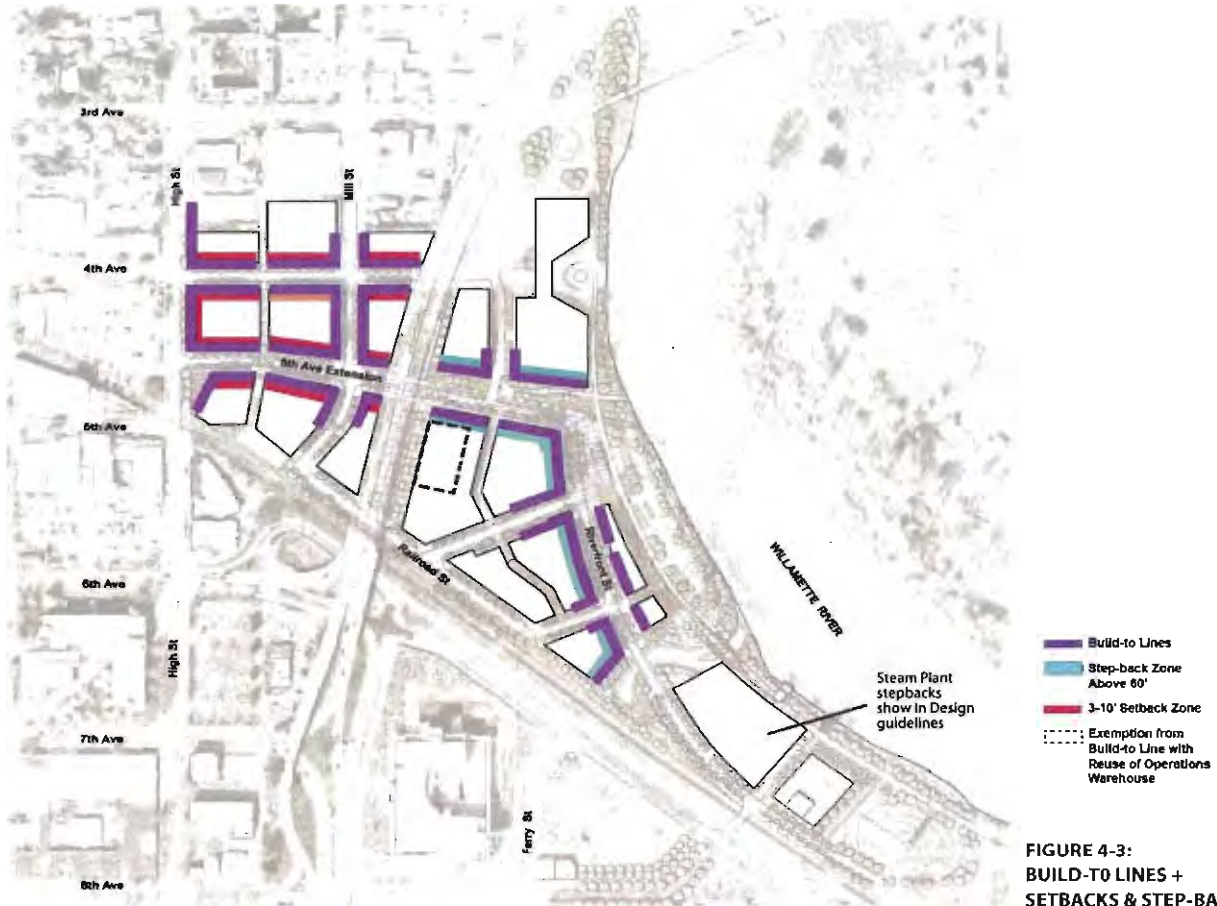 3rd Ave
High St
Mill St
4th Ave
5th Ave Extension
5th Ave
Railroad St
Riverfront St
6th Ave
WILLAMETTE RIVER
High St
Steam Plant
stepbacks
show in Design
guidelines
7th Ave
Ferry St
8th Ave
Build-to Lines
Step-back Zone
Above 60'
3-10' Setback Zone
Exemption from
Build-to Line with
Reuse of Operations
Warehouse
FIGURE 4-3:
BUILD-TO LINES +
SETBACKS & STEP-BA